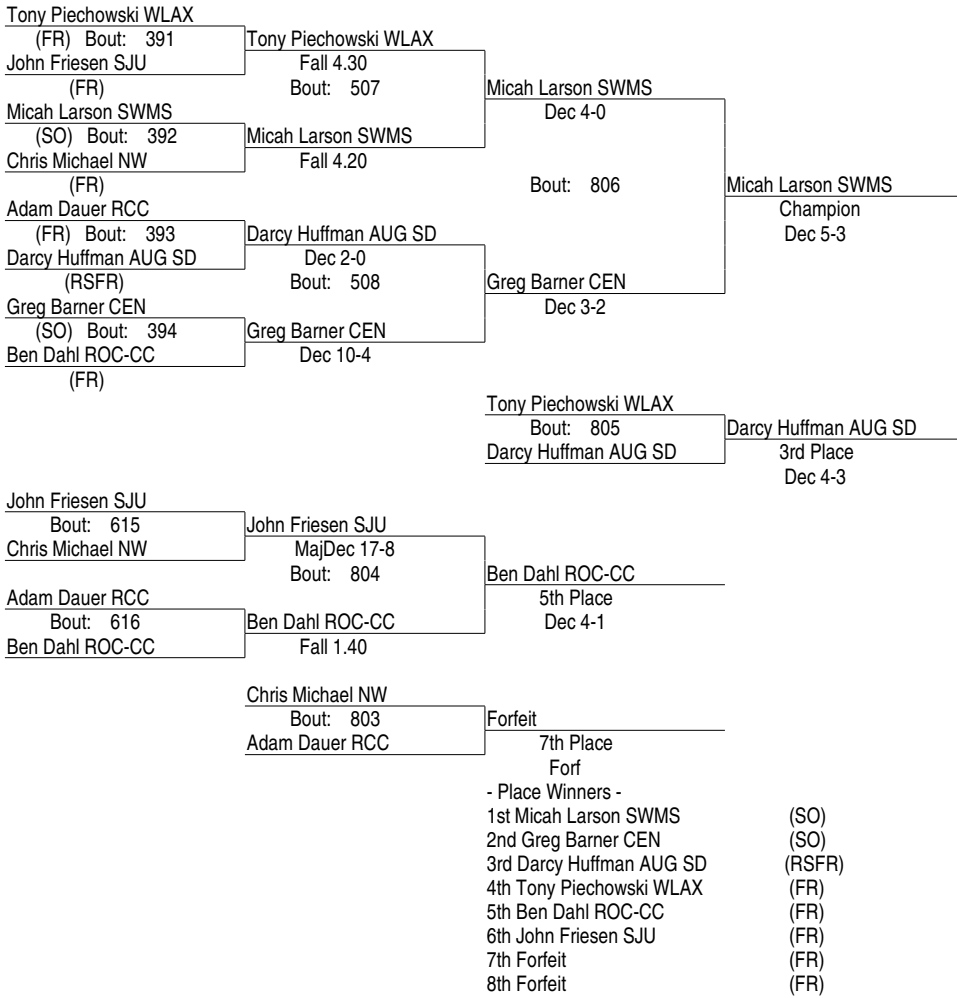 Tony Piechowski WLAX
(FR) Bout: 391
Tony Piechowski WLAX
John Friesen SJU
Fall 4.30
(FR)
Bout: 507
Micah Larson SWMS
Micah Larson SWMS
Dec 4-0
(SO) Bout: 392
Micah Larson SWMS
Chris Michael NW
Fall 4.20
(FR)
Bout: 806
Micah Larson SWMS
Adam Dauer RCC
Champion
(FR) Bout: 393
Darcy Huffman AUG SD
Dec 5-3
Darcy Huffman AUG SD
Dec 2-0
(RSFR)
Bout: 508
Greg Barner CEN
Greg Barner CEN
Dec 3-2
(SO) Bout: 394
Greg Barner CEN
Ben Dahl ROC-CC
Dec 10-4
(FR)
Tony Piechowski WLAX
Bout: 805
Darcy Huffman AUG SD
Darcy Huffman AUG SD
3rd Place
Dec 4-3
John Friesen SJU
Bout: 615
John Friesen SJU
Chris Michael NW
MajDec 17-8
Bout: 804
Ben Dahl ROC-CC
Adam Dauer RCC
5th Place
Bout: 616
Ben Dahl ROC-CC
Dec 4-1
Ben Dahl ROC-CC
Fall 1.40
Chris Michael NW
Bout: 803
Forfeit
Adam Dauer RCC
7th Place
Forf
- Place Winners -
1st Micah Larson SWMS (SO)
2nd Greg Barner CEN (SO)
3rd Darcy Huffman AUG SD (RSFR)
4th Tony Piechowski WLAX (FR)
5th Ben Dahl ROC-CC (FR)
6th John Friesen SJU (FR)
7th Forfeit (FR)
8th Forfeit (FR)